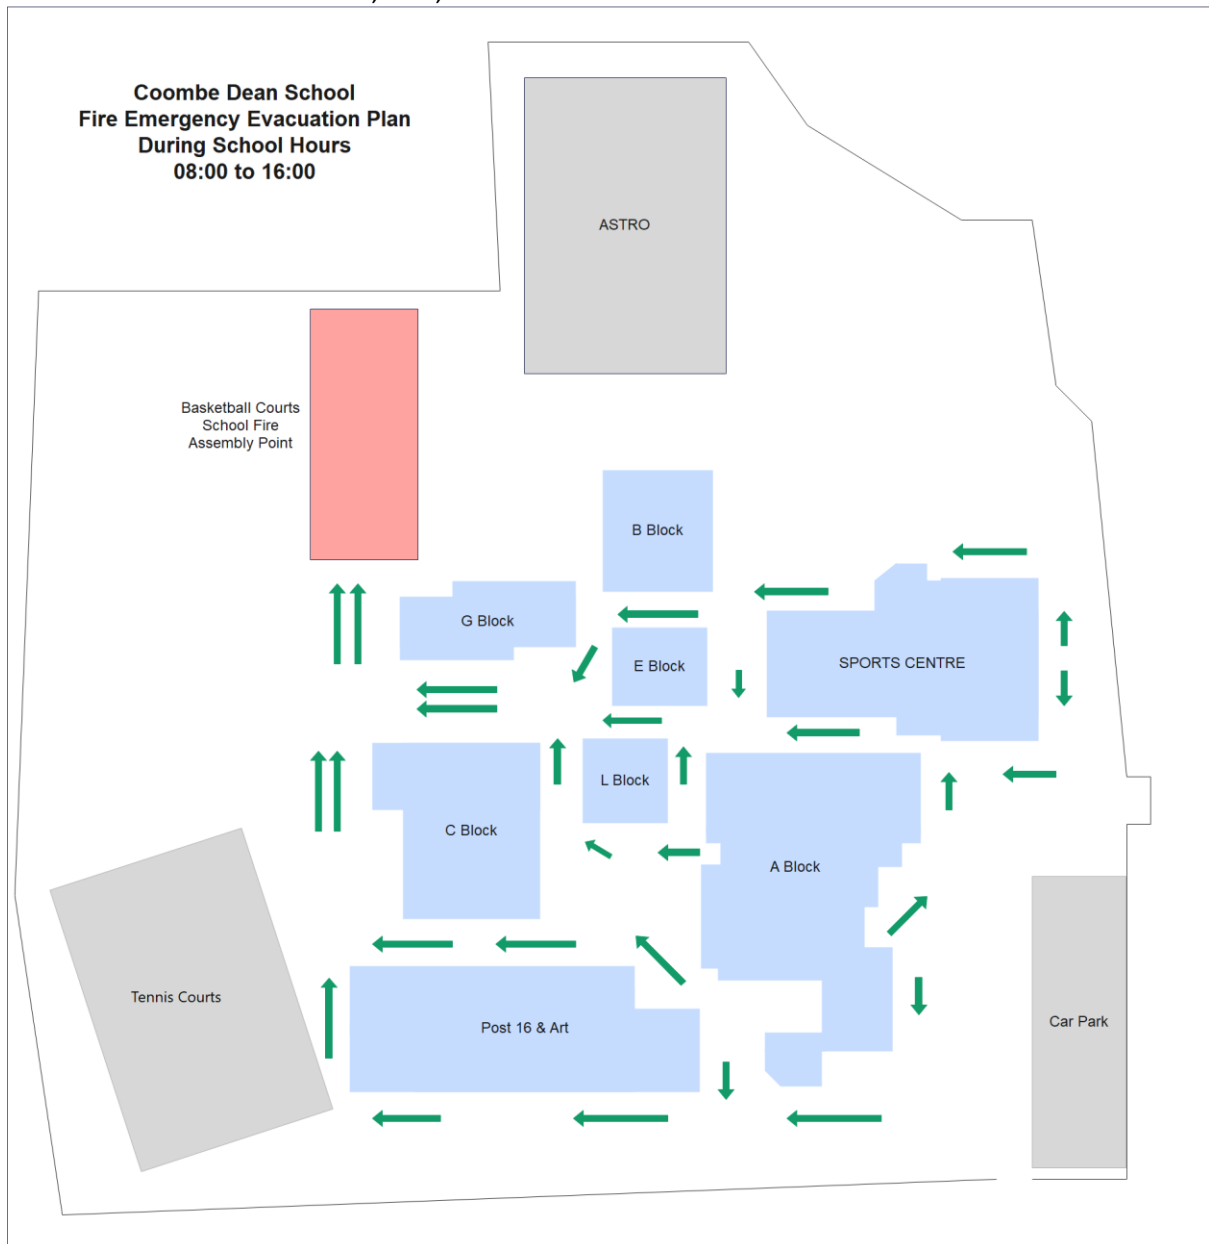 Coombe Dean School
Fire Emergency Evacuation Plan
During School Hours
08:00 to 16:00
ASTRO
Basketball Courts
School Fire
Assembly Point
B Block
G Block
E Block
SPORTS CENTRE
L Block
C Block
A Block
Tennis Courts
Post 16 & Art
Car Park